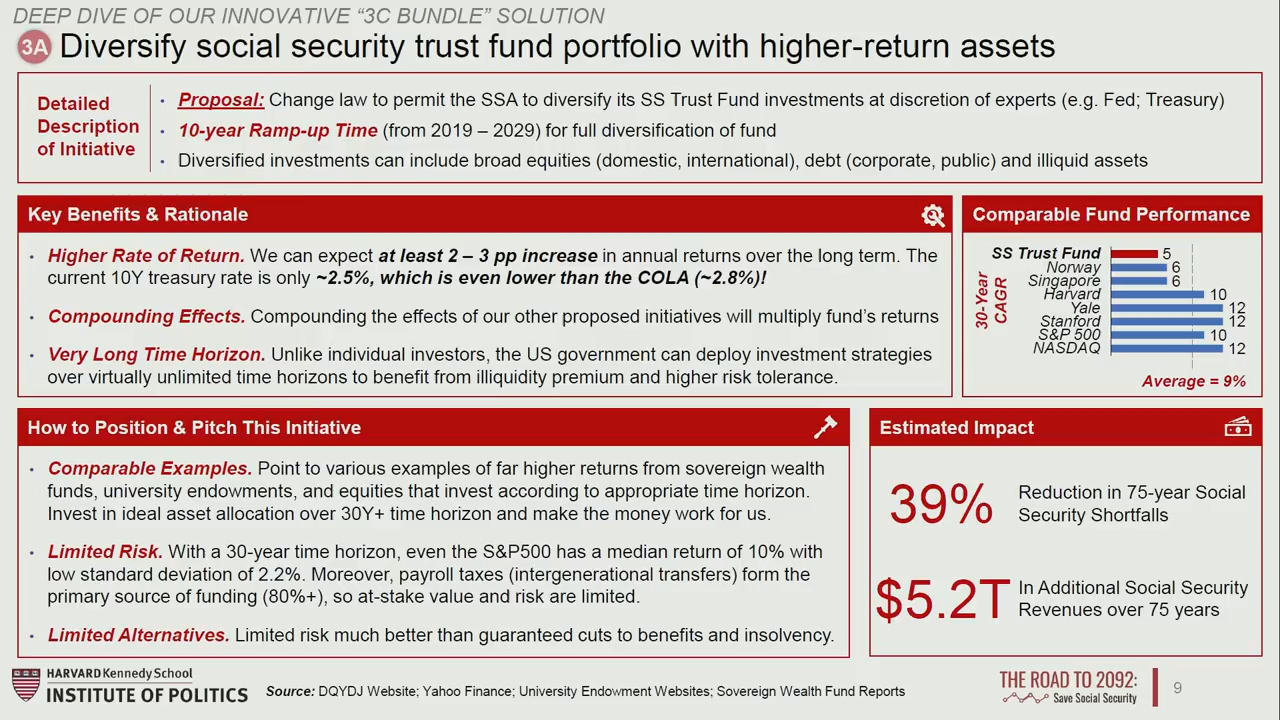 DEEP DIVE OF OUR INNOVATIVE “3C BUNDLE” SOLUTION
3A Diversify social security trust fund portfolio with higher-return assets
Detailed
Description
of Initiative
• Proposal: Change law to permit the SSA to diversify its SS Trust Fund investments at discretion of experts (e.g. Fed; Treasury)
• 10-year Ramp-up Time (from 2019 – 2029) for full diversification of fund
• Diversified investments can include broad equities (domestic, international), debt (corporate, public) and illiquid assets
Key Benefits & Rationale
• Higher Rate of Return. We can expect at least 2 – 3 pp increase in annual returns over the long term. The
current 10Y treasury rate is only ~2.5%, which is even lower than the COLA (~2.8%)!
• Compounding Effects. Compounding the effects of our other proposed initiatives will multiply fund’s returns
• Very Long Time Horizon. Unlike individual investors, the US government can deploy investment strategies
over virtually unlimited time horizons to benefit from illiquidity premium and higher risk tolerance.
Comparable Fund Performance
30-Year
CAGR
SS Trust Fund 5
Norway 6
Singapore 6
Harvard 10
Yale 12
Stanford 12
S&P 500 10
NASDAQ 12
Average = 9%
How to Position & Pitch This Initiative
• Comparable Examples. Point to various examples of far higher returns from sovereign wealth
funds, university endowments, and equities that invest according to appropriate time horizon.
Invest in ideal asset allocation over 30Y+ time horizon and make the money work for us.
• Limited Risk. With a 30-year time horizon, even the S&P500 has a median return of 10% with
low standard deviation of 2.2%. Moreover, payroll taxes (intergenerational transfers) form the
primary source of funding (80%+), so at-stake value and risk are limited.
• Limited Alternatives. Limited risk much better than guaranteed cuts to benefits and insolvency.
Estimated Impact
39% Reduction in 75-year Social
Security Shortfalls
$5.2T In Additional Social Security
Revenues over 75 years
HARVARD Kennedy School
INSTITUTE OF POLITICS
Source: DQYDJ Website; Yahoo Finance; University Endowment Websites; Sovereign Wealth Fund Reports
THE ROAD TO 2092:
Save Social Security
9